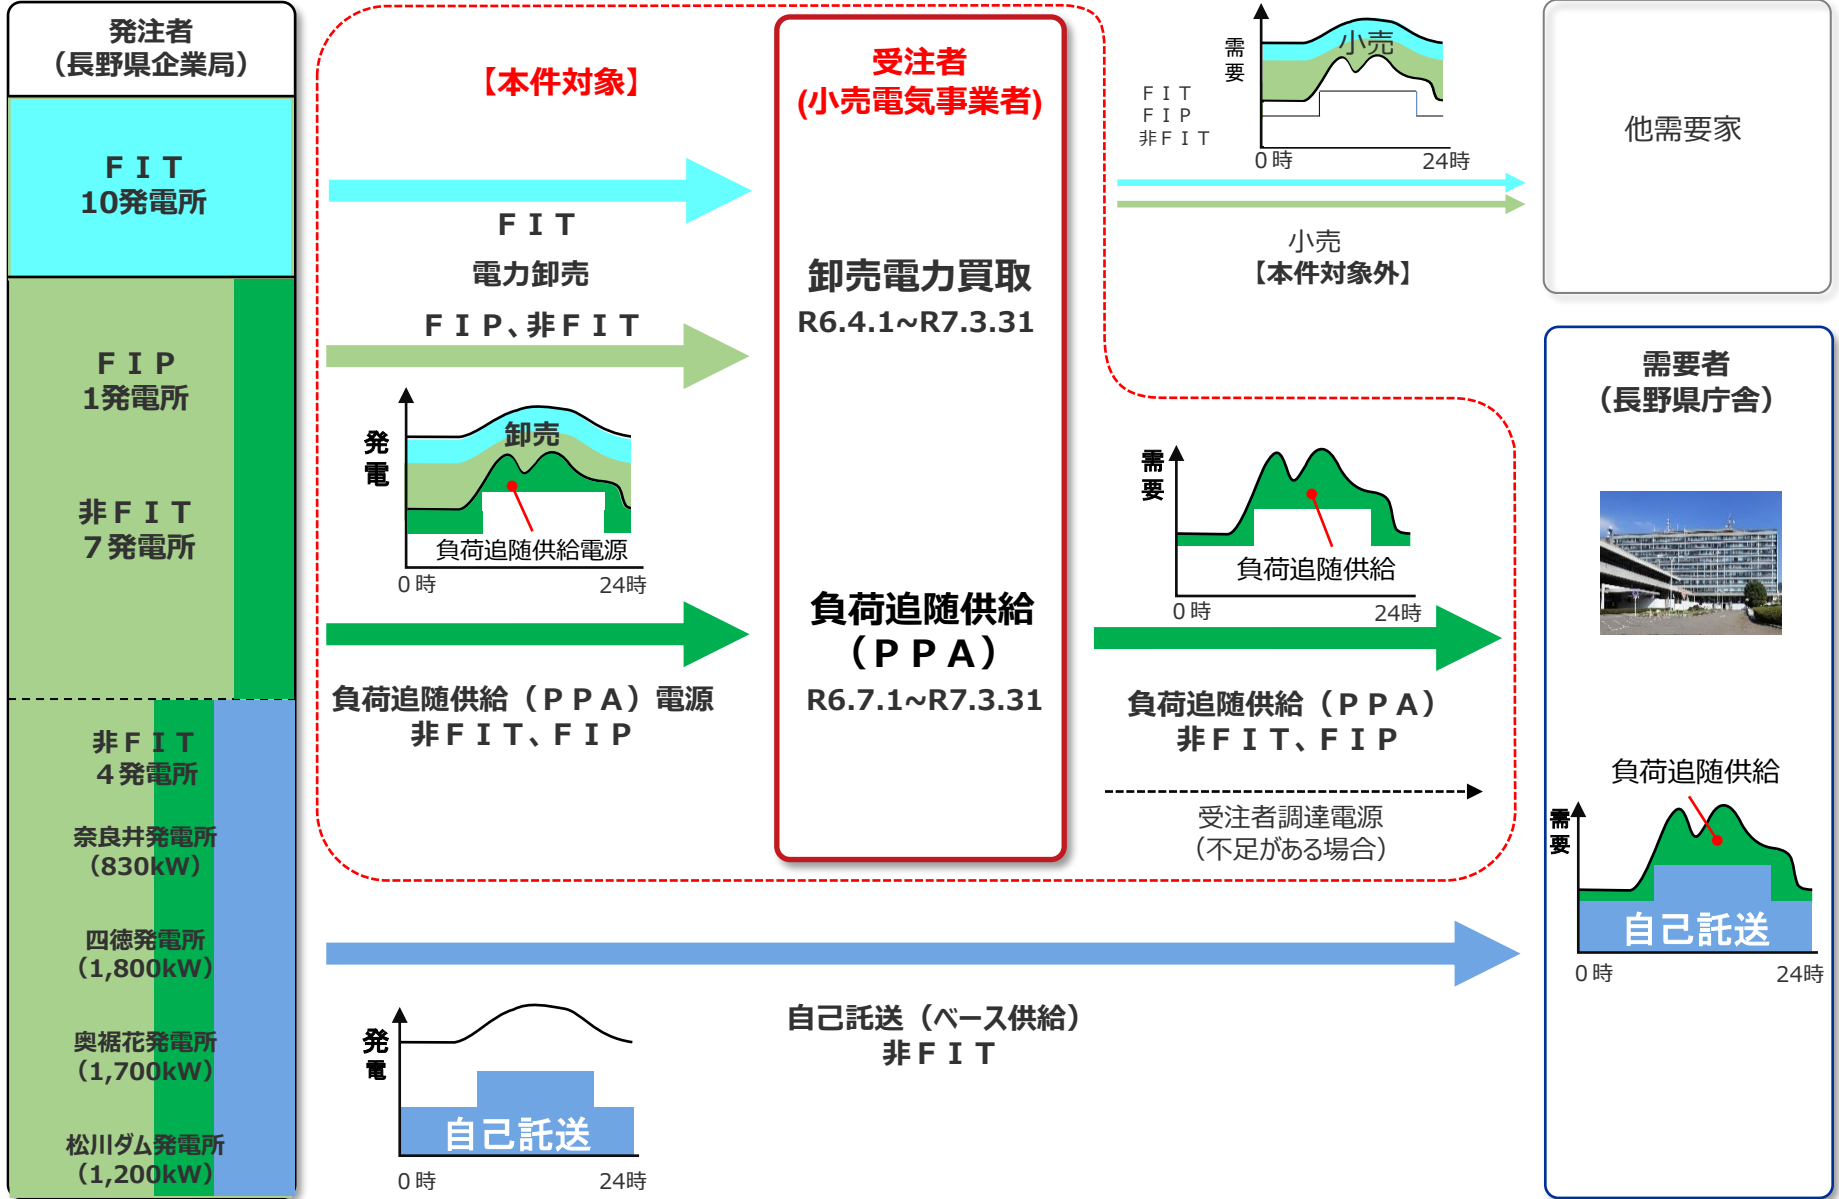 発注者
（長野県企業局）
ＦＩＴ
10発電所
ＦＩＰ
1発電所
非ＦＩＴ
７発電所
非ＦＩＴ
４発電所
奈良井発電所
（830kW）
四徳発電所
（1,800kW）
奥裾花発電所
（1,700kW）
松川ダム発電所
（1,200kW）
【本件対象】
ＦＩＴ
電力卸売
ＦＩＰ、非ＦＩＴ
発電
卸売
負荷追随供給電源
０時
24時
負荷追随供給（ＰＰＡ）電源
非ＦＩＴ、ＦＩＰ
受注者
(小売電気事業者)
卸売電力買取
R6.4.1~R7.3.31
負荷追随供給
（ＰＰＡ）
R6.7.1~R7.3.31
需要
小売
ＦＩＴ
ＦＩＰ
非ＦＩＴ
０時
24時
小売
【本件対象外】
他需要家
需要
負荷追随供給
０時
24時
負荷追随供給（ＰＰＡ）
非ＦＩＴ、ＦＩＰ
受注者調達電源
（不足がある場合）
需要者
（長野県庁舎）
負荷追随供給
需要
自己託送
０時
24時
自己託送（ベース供給）
非ＦＩＴ
発電
自己託送
０時
24時